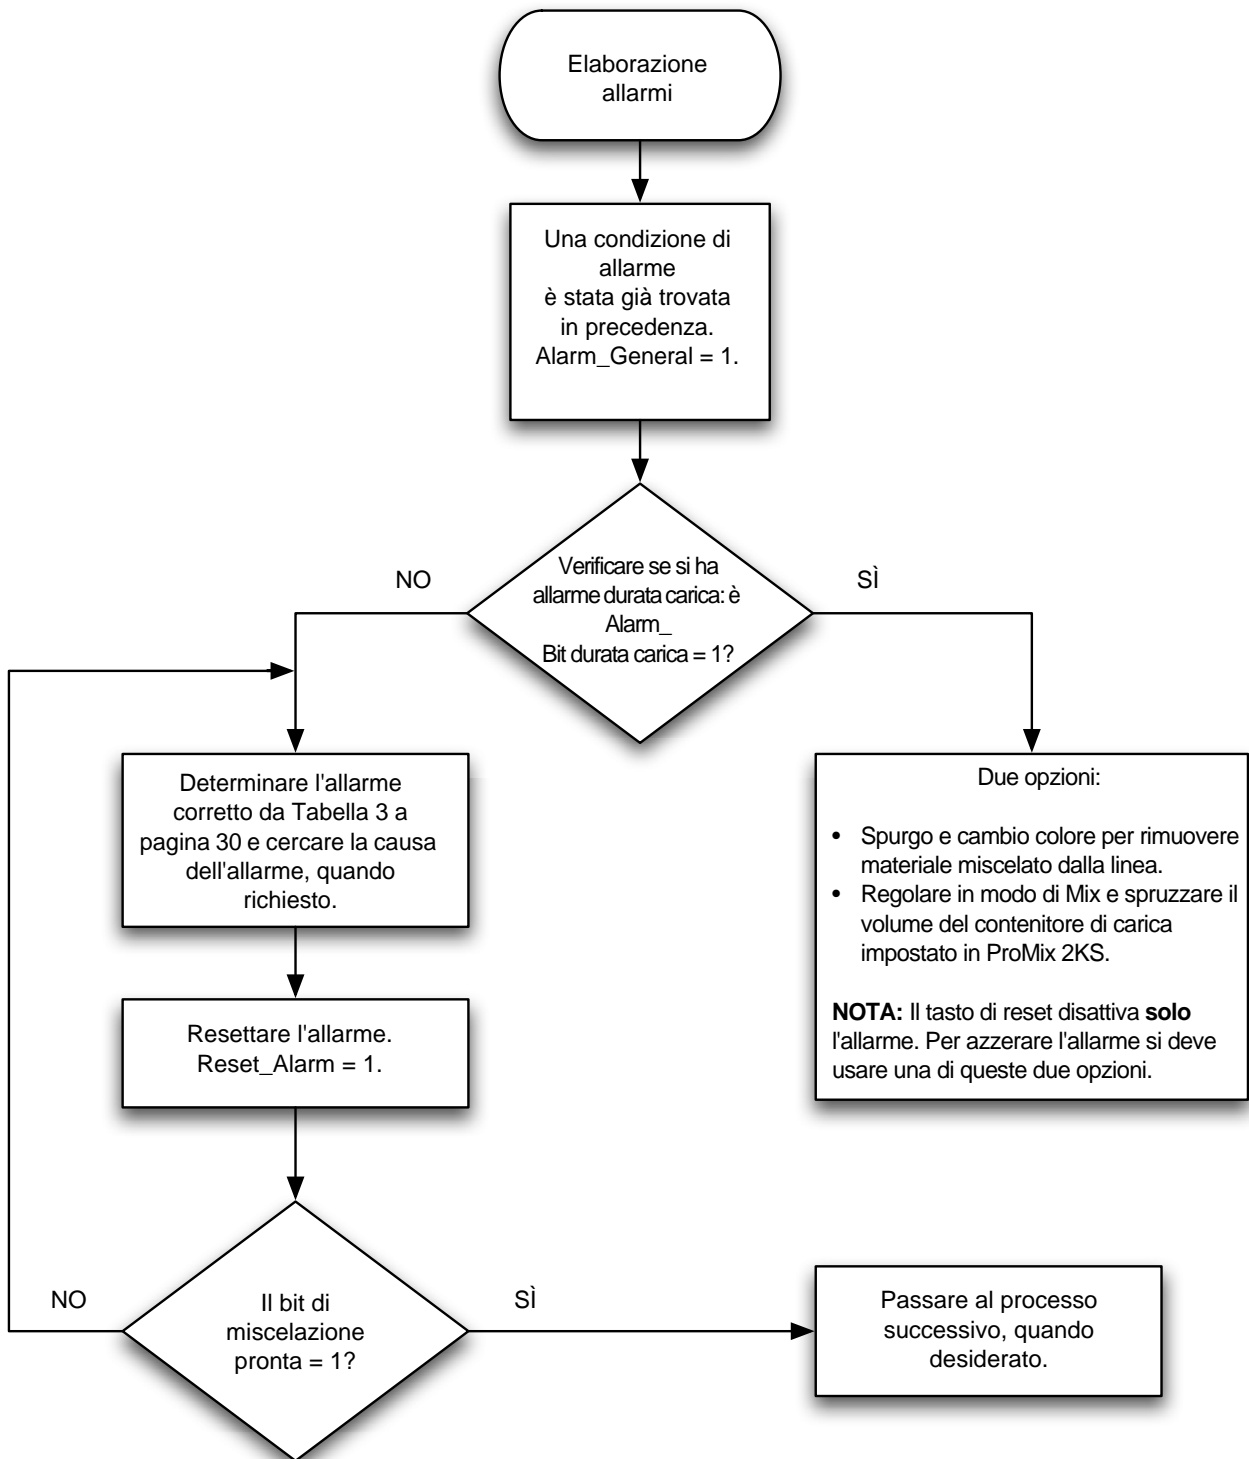 Elaborazione
allarmi
Una condizione di
allarme
è stata già trovata
in precedenza.
Alarm_General = 1.
Verificare se si ha
allarme durata carica: è
Alarm_
Bit durata carica = 1?
NO
SÌ
Determinare l'allarme
corretto da Tabella 3 a
pagina 30 e cercare la causa
dell'allarme, quando
richiesto.
Due opzioni:
• Spurgo e cambio colore per rimuovere
materiale miscelato dalla linea.
• Regolare in modo di Mix e spruzzare il
volume del contenitore di carica
impostato in ProMix 2KS.
NOTA: Il tasto di reset disattiva solo
l'allarme. Per azzerare l'allarme si deve
usare una di queste due opzioni.
Resettare l'allarme.
Reset_Alarm = 1.
Il bit di
miscelazione
pronta = 1?
NO
SÌ
Passare al processo
successivo, quando
desiderato.